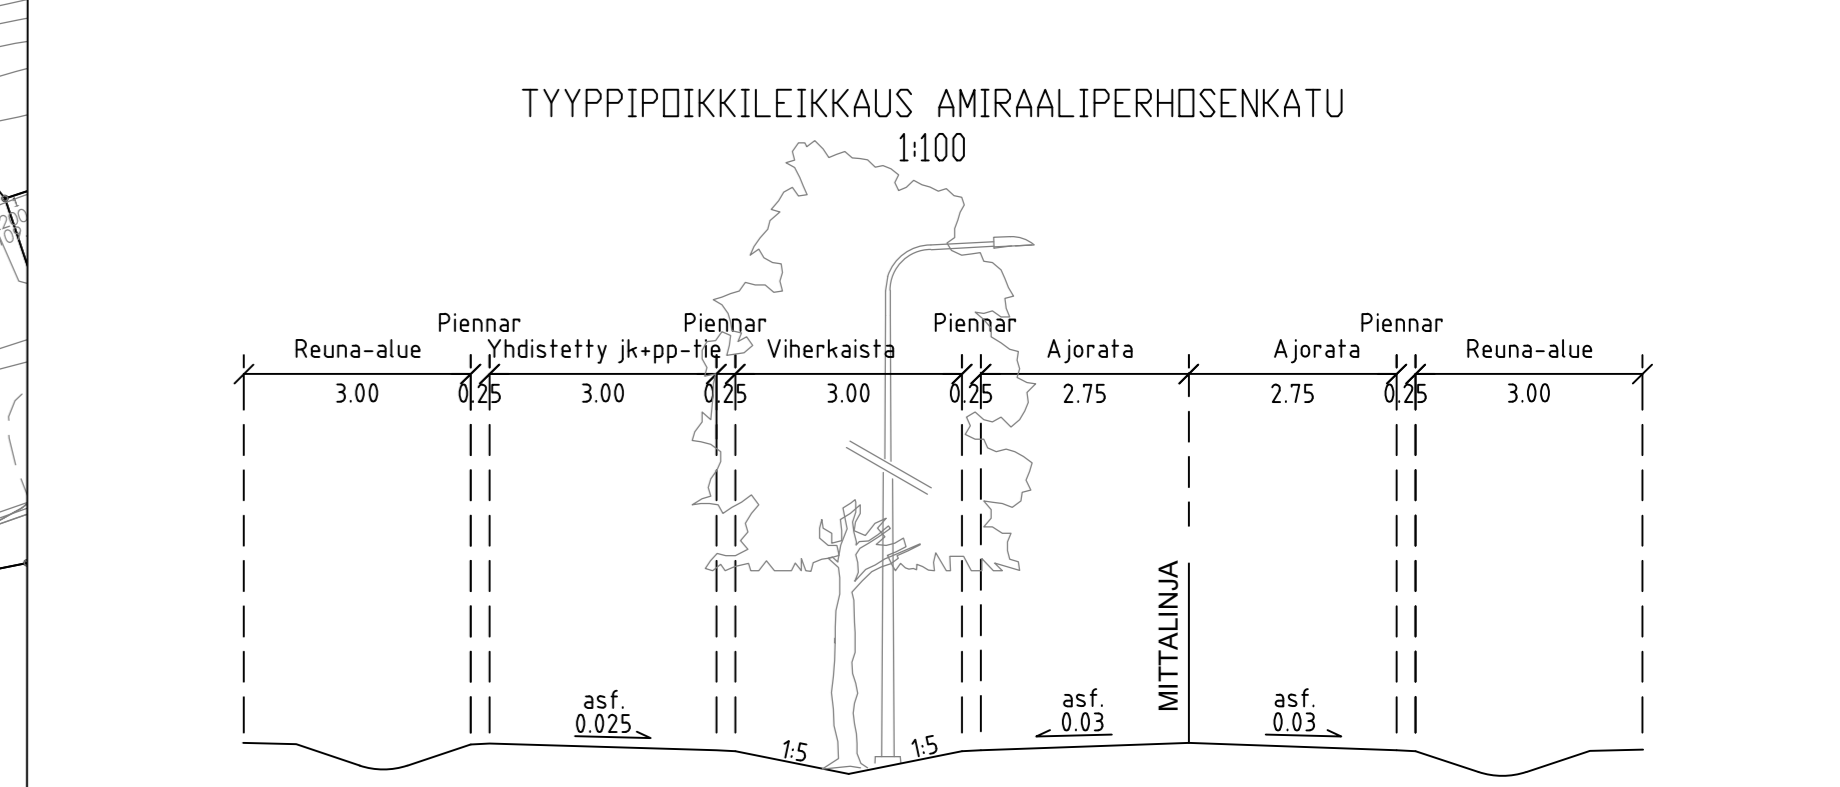 TYYPPIPOIKKILEIKKAUS AMIRAALIPERHOSENKATU
1:100
Piennar Piennar Piennar Piennar
Reuna-alue Yhdistetty jk+pp-tie Viherkaista Ajorata Ajorata Reuna-alue
3.00 0.25 3.00 0.25 3.00 0.25 2.75 2.75 0.25 3.00
MITTALINJA
asf. asf. asf.
0.025 0.03 0.03
1:5 1:5